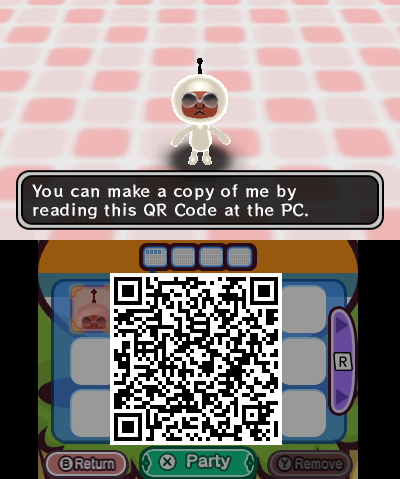 You can make a copy of me by
reading this QR Code at the PC.
R
B Return
X Party
Y Remove